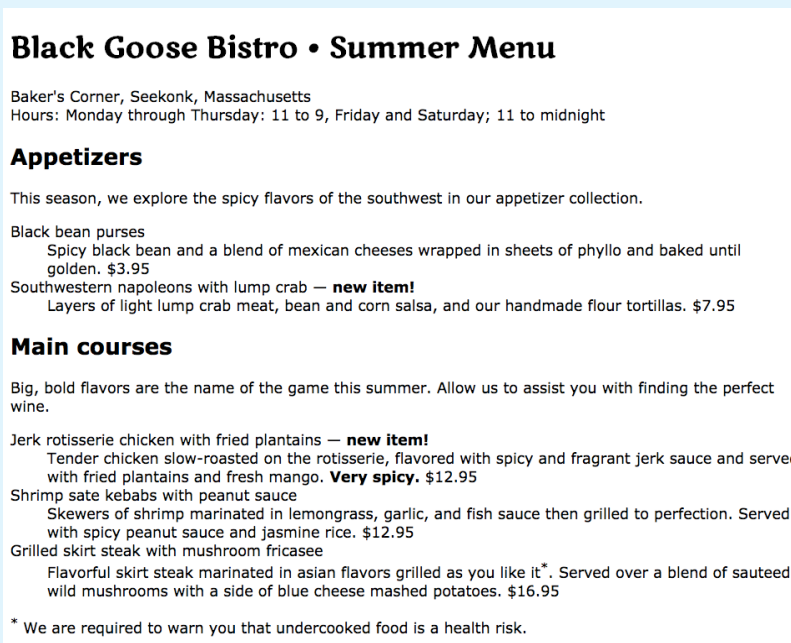 Black Goose Bistro • Summer Menu
Baker's Corner, Seekonk, Massachusetts
Hours: Monday through Thursday: 11 to 9, Friday and Saturday; 11 to midnight
Appetizers
This season, we explore the spicy flavors of the southwest in our appetizer collection.
Black bean purses
Spicy black bean and a blend of mexican cheeses wrapped in sheets of phyllo and baked until
golden. $3.95
Southwestern napoleons with lump crab — new item!
Layers of light lump crab meat, bean and corn salsa, and our handmade flour tortillas. $7.95
Main courses
Big, bold flavors are the name of the game this summer. Allow us to assist you with finding the perfect
wine.
Jerk rotisserie chicken with fried plantains — new item!
Tender chicken slow-roasted on the rotisserie, flavored with spicy and fragrant jerk sauce and served
with fried plantains and fresh mango. Very spicy. $12.95
Shrimp sate kebabs with peanut sauce
Skewers of shrimp marinated in lemongrass, garlic, and fish sauce then grilled to perfection. Served
with spicy peanut sauce and jasmine rice. $12.95
Grilled skirt steak with mushroom fricasee
Flavorful skirt steak marinated in asian flavors grilled as you like it*. Served over a blend of sauteed
wild mushrooms with a side of blue cheese mashed potatoes. $16.95
* We are required to warn you that undercooked food is a health risk.